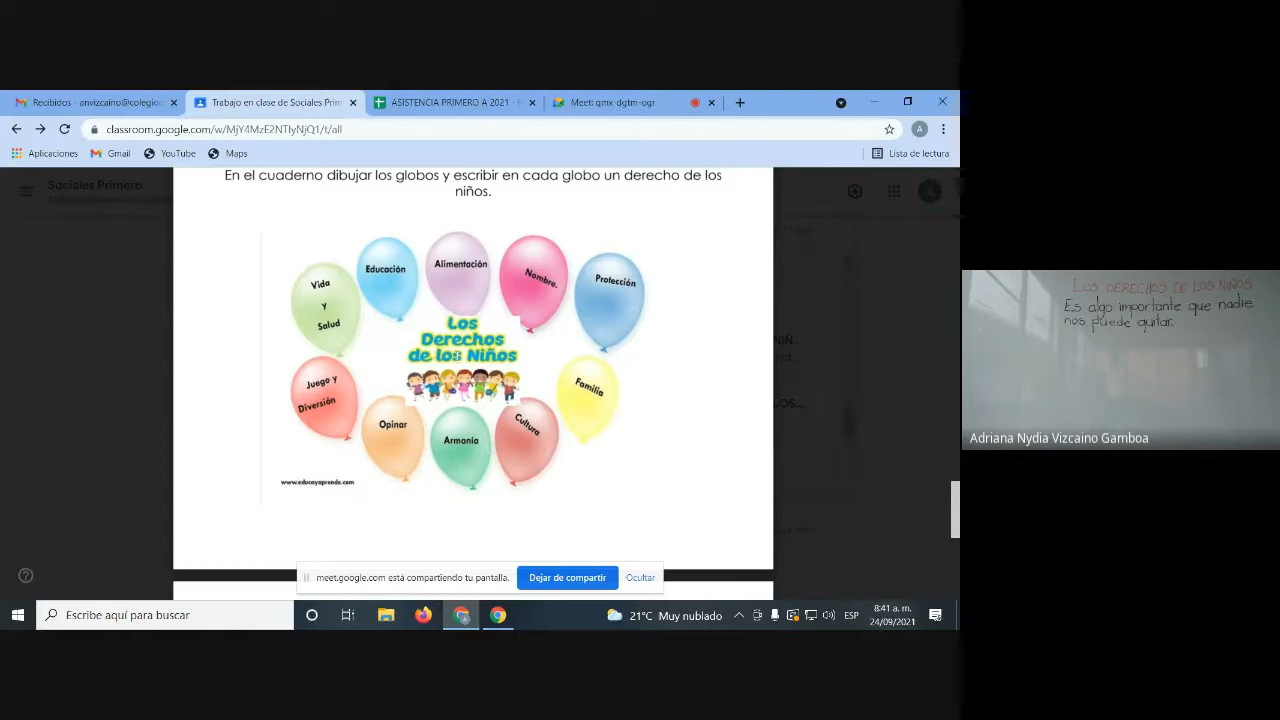 Recibidos - anvizcaino@colegio
Trabajo en clase de Sociales Prim
ASISTENCIA PRIMERO A 2021 -
Meet: qmx-dgtm-ogr
classroom.google.com/w/MjY4MzE2NTIyNjQ1/t/all
A
Aplicaciones
Gmail
YouTube
Maps
Lista de lectura
Sociales Primero
En el cuaderno dibujar los globos y escribir en cada globo un derecho de los
niños.
Vida
y
Salud
Educación
Alimentación
Nombre.
Protección
Los
Derechos
de los Niños
Juego y
Diversión
Opinar
Armonía
Cultura
Familia
www.educayaprendo.com
meet.google.com está compartiendo tu pantalla.
Dejar de compartir
Ocultar
Escribe aquí para buscar
21°C Muy nublado
ESP
8:41 a. m.
24/09/2021
LOS DERECHOS DE LOS NIÑOS
Es algo importante que nadie
nos puede quitar.
Adriana Nydia Vizcaino Gamboa